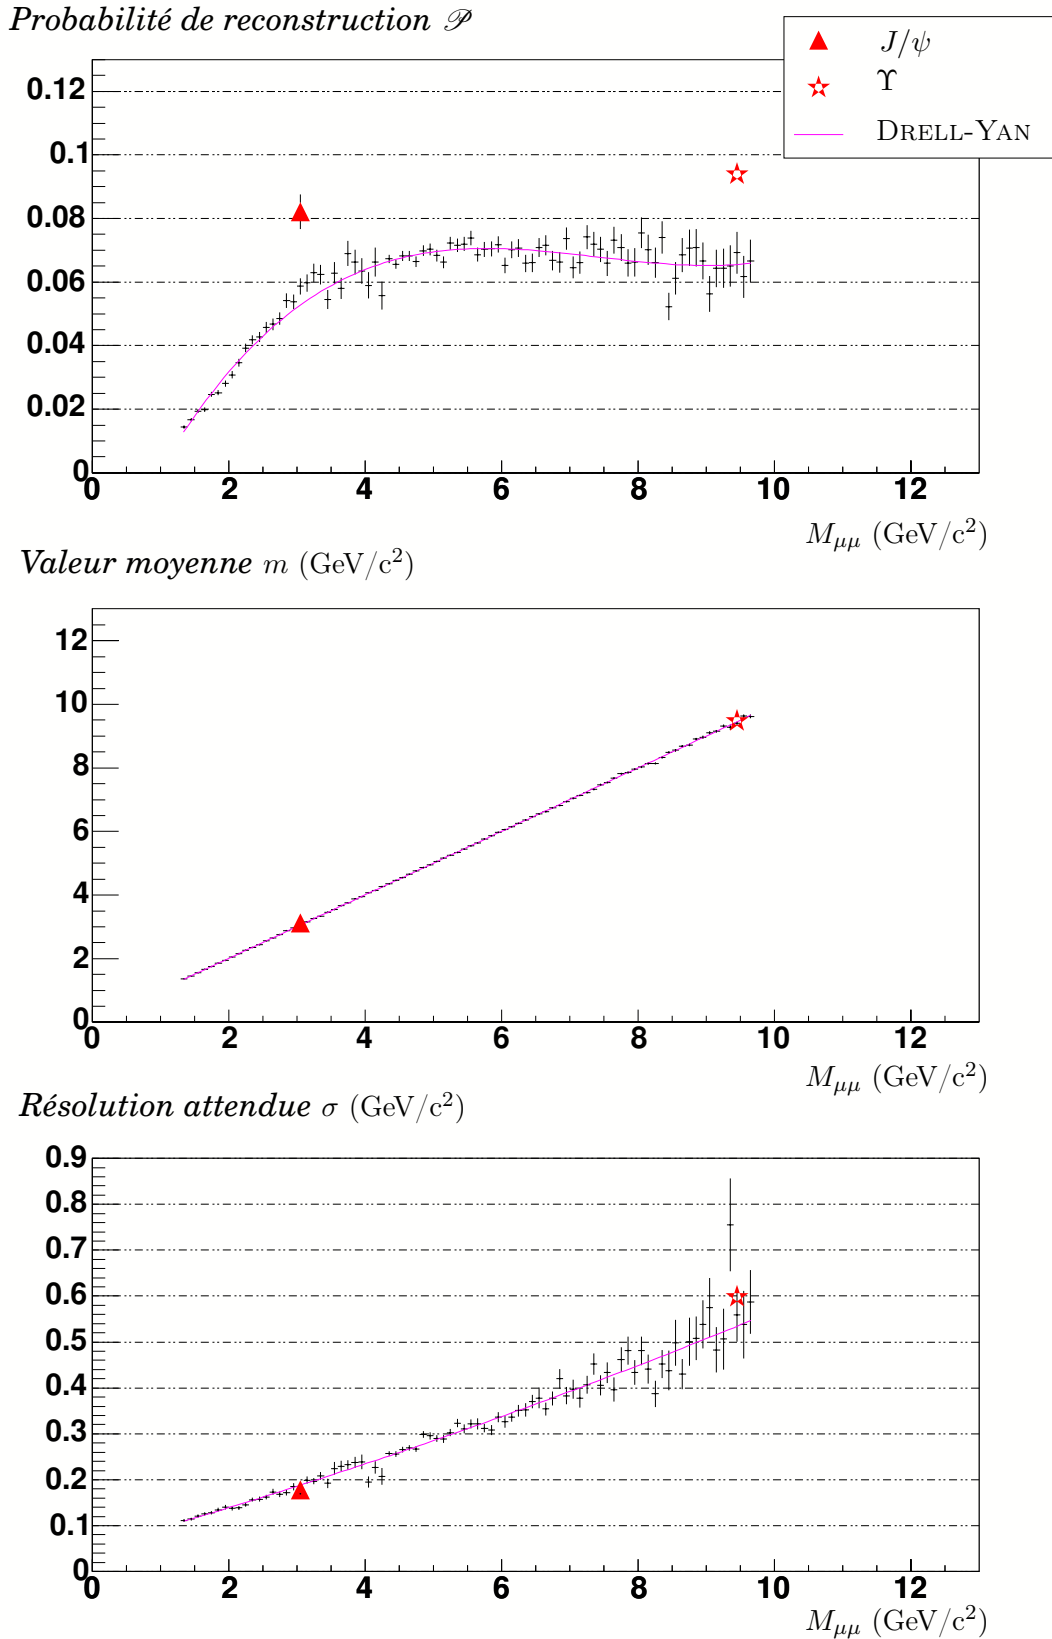 Probabilité de reconstruction 𝒫
J/ψ
ϒ
DRELL-YAN
0.12
0.1
0.08
0.06
0.04
0.02
0
0 2 4 6 8 10 12
M_μμ (GeV/c²)
Valeur moyenne m (GeV/c²)
12
10
8
6
4
2
0
0 2 4 6 8 10 12
M_μμ (GeV/c²)
Résolution attendue σ (GeV/c²)
0.9
0.8
0.7
0.6
0.5
0.4
0.3
0.2
0.1
0
0 2 4 6 8 10 12
M_μμ (GeV/c²)